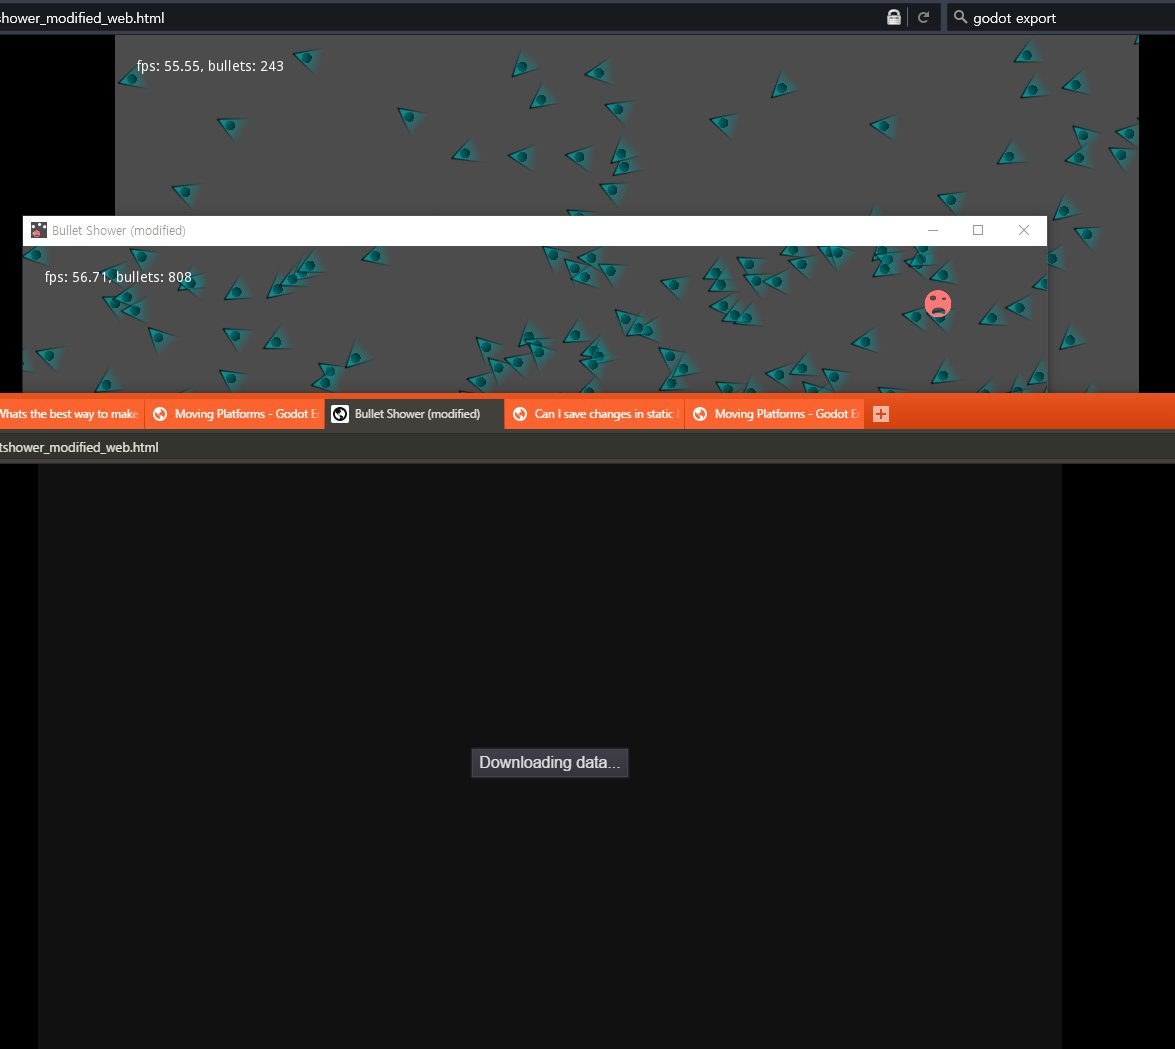 shower_modified_web.html
godot export
fps: 55.55, bullets: 243
Bullet Shower (modified)
fps: 56.71, bullets: 808
Whats the best way to make
Moving Platforms - Godot E
Bullet Shower (modified)
Can I save changes in static
Moving Platforms - Godot E
tshower_modified_web.html
Downloading data...